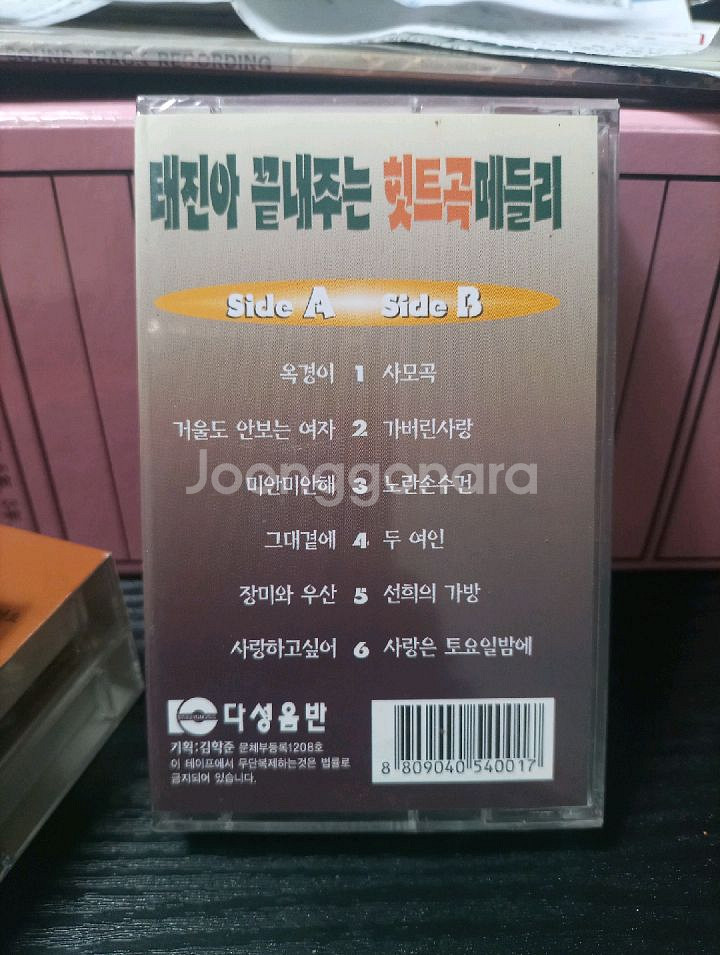 SOUND TRACK RECORDING
태진아 끝내주는 힛트곡메들리
Side A Side B
옥경이 1 사모곡
거울도 안보는 여자 2 가버린사랑
Joonggonara
미안미안해 3 노란손수건
그대곁에 4 두 여인
장미와 우산 5 선희의 가방
사랑하고싶어 6 사랑은 토요일밤에
다성음반
기획:김학준 문체부등록1208호
이 테이프에서 무단복제하는것은 법률로
금지되어 있습니다.
8 809040 540017